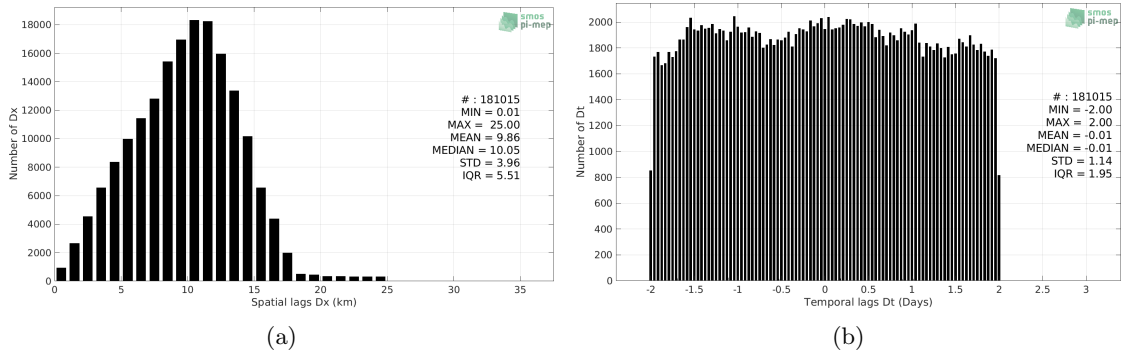 18000
16000
14000
12000
10000
8000
6000
4000
2000
0
Number of Dx
smos
pi-mep
# : 181015
MIN = 0.01
MAX = 25.00
MEAN = 9.86
MEDIAN = 10.05
STD = 3.96
IQR = 5.51
0 5 10 15 20 25 30 35
Spatial lags Dx (km)
(a)
2000
1800
1600
1400
1200
1000
800
600
400
200
0
Number of Dt
smos
pi-mep
# : 181015
MIN = -2.00
MAX = 2.00
MEAN = -0.01
MEDIAN = -0.01
STD = 1.14
IQR = 1.95
-2 -1.5 -1 -0.5 0 0.5 1 1.5 2 2.5 3
Temporal lags Dt (Days)
(b)